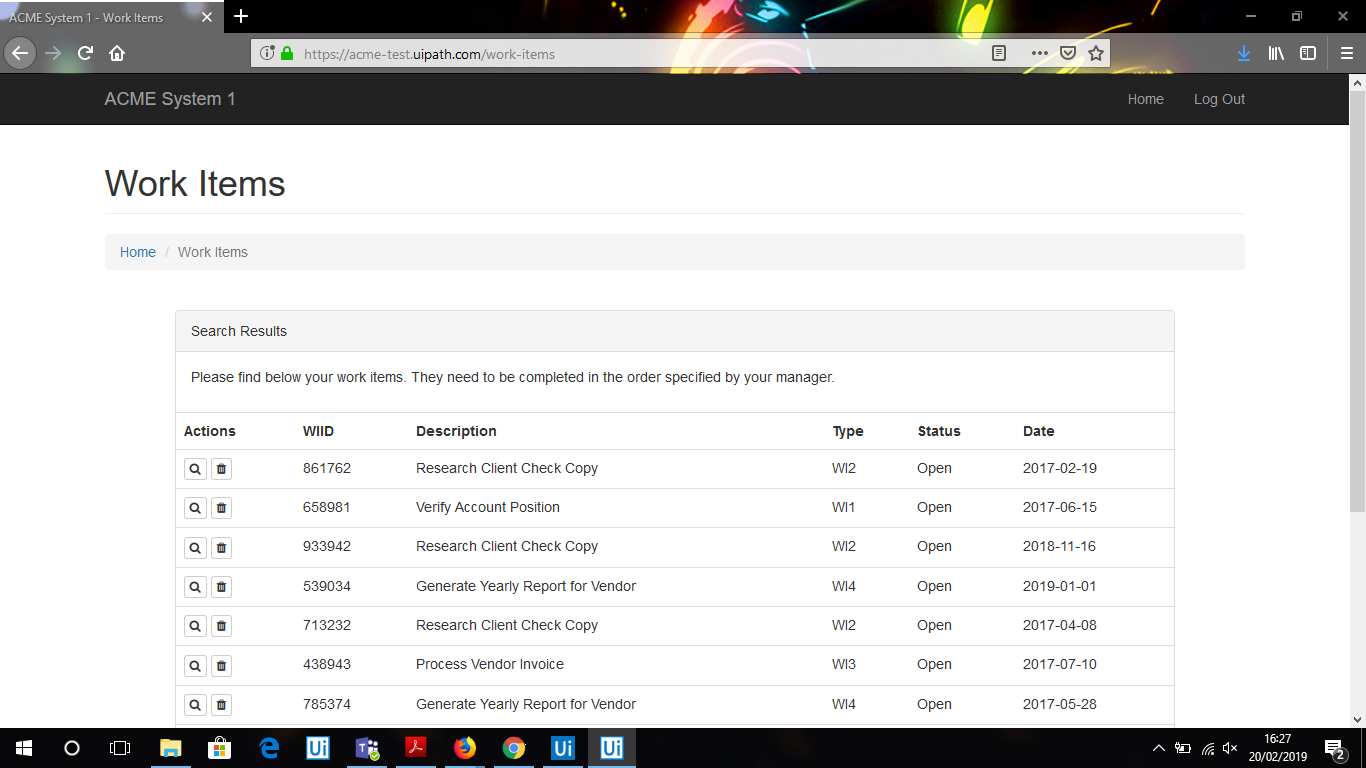 ACME System 1 - Work Items
https://acme-test.uipath.com/work-items
ACME System 1 Home Log Out
Work Items
Home / Work Items
Search Results
Please find below your work items. They need to be completed in the order specified by your manager.
Actions WIID Description Type Status Date
861762 Research Client Check Copy WI2 Open 2017-02-19
658981 Verify Account Position WI1 Open 2017-06-15
933942 Research Client Check Copy WI2 Open 2018-11-16
539034 Generate Yearly Report for Vendor WI4 Open 2019-01-01
713232 Research Client Check Copy WI2 Open 2017-04-08
438943 Process Vendor Invoice WI3 Open 2017-07-10
785374 Generate Yearly Report for Vendor WI4 Open 2017-05-28
Ui Ui Ui
16:27
20/02/2019
2